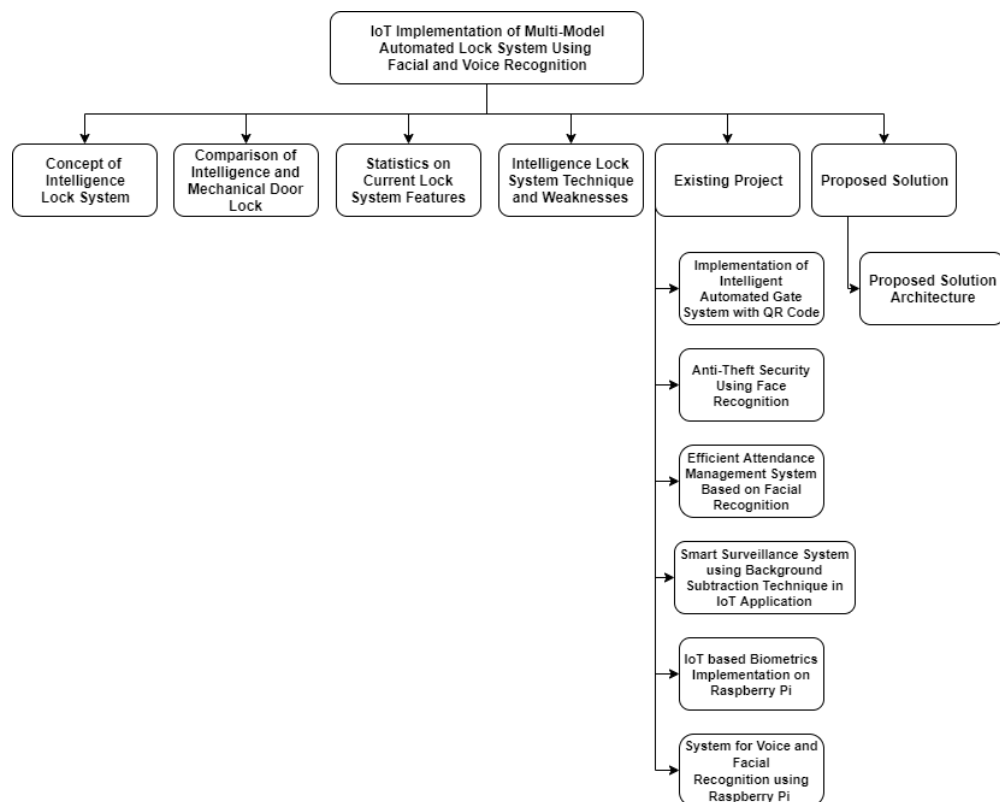 IoT Implementation of Multi-Model
Automated Lock System Using
Facial and Voice Recognition
Concept of
Intelligence
Lock System
Comparison of
Intelligence and
Mechanical Door
Lock
Statistics on
Current Lock
System Features
Intelligence Lock
System Technique
and Weaknesses
Existing Project
Proposed Solution
Implementation of
Intelligent
Automated Gate
System with QR Code
Proposed Solution
Architecture
Anti-Theft Security
Using Face
Recognition
Efficient Attendance
Management System
Based on Facial
Recognition
Smart Surveillance System
using Background
Subtraction Technique in
IoT Application
IoT based Biometrics
Implementation on
Raspberry Pi
System for Voice and
Facial
Recognition using
Raspberry Pi